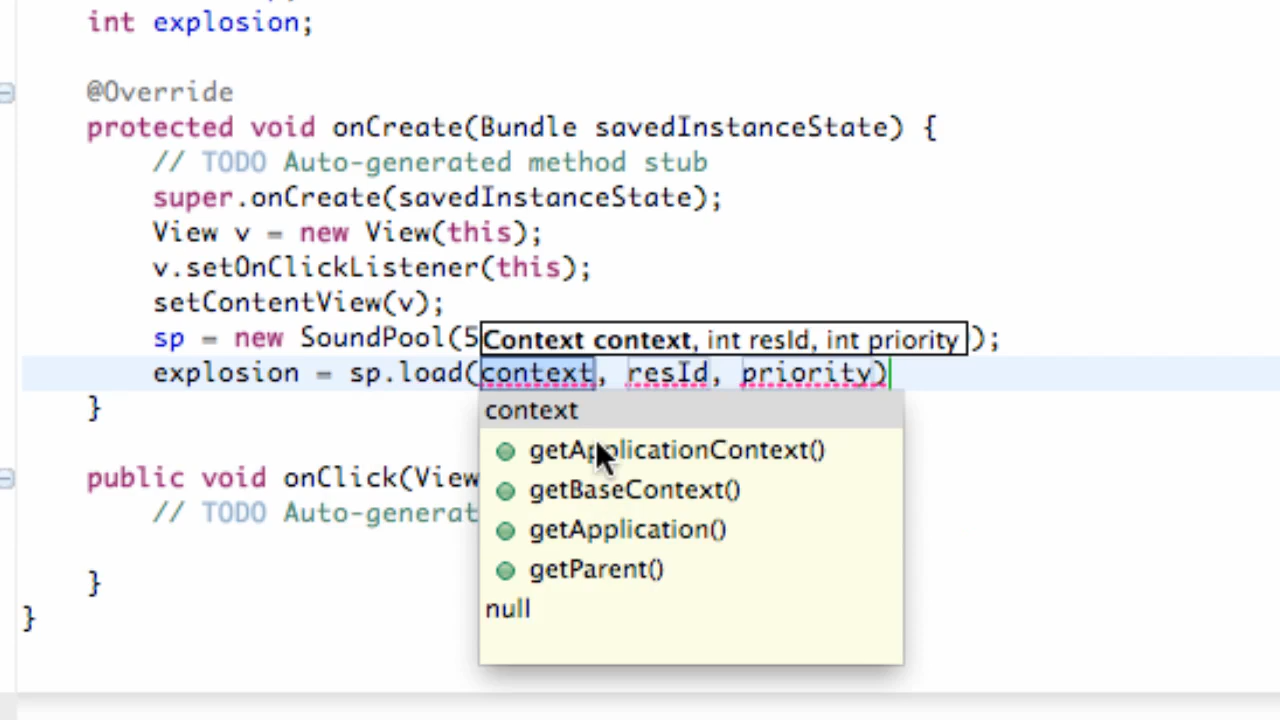 int explosion;
@Override
protected void onCreate(Bundle savedInstanceState) {
// TODO Auto-generated method stub
super.onCreate(savedInstanceState);
View v = new View(this);
v.setOnClickListener(this);
setContentView(v);
sp = new SoundPool(5 Context context, int resId, int priority );
explosion = sp.load(context, resId, priority)
context
}
getApplicationContext()
public void onClick(View getBaseContext()
// TODO Auto-generat getApplication()
getParent()
}
null
}